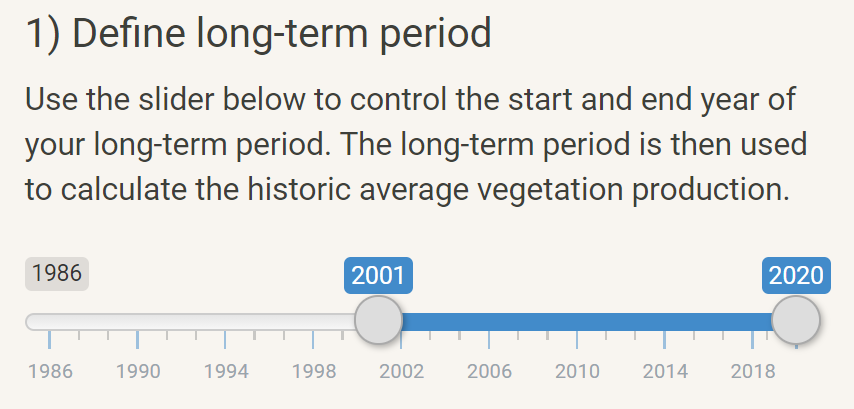 1) Define long-term period
Use the slider below to control the start and end year of
your long-term period. The long-term period is then used
to calculate the historic average vegetation production.
1986 2001 2020
1986 1990 1994 1998 2002 2006 2010 2014 2018